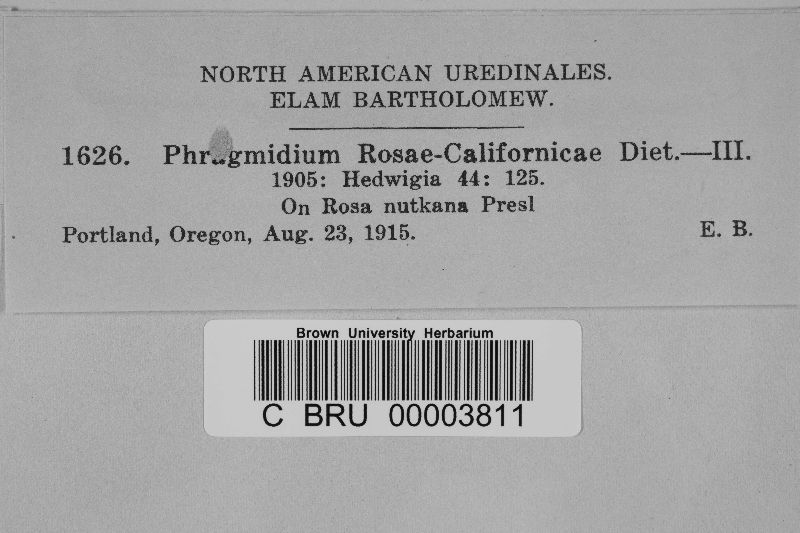 NORTH AMERICAN UREDINALES.
ELAM BARTHOLOMEW.
1626. Phragmidium Rosae-Californicae Diet.—III.
1905: Hedwigia 44: 125.
On Rosa nutkana Presl
Portland, Oregon, Aug. 23, 1915. E. B.
Brown University Herbarium
C BRU 00003811